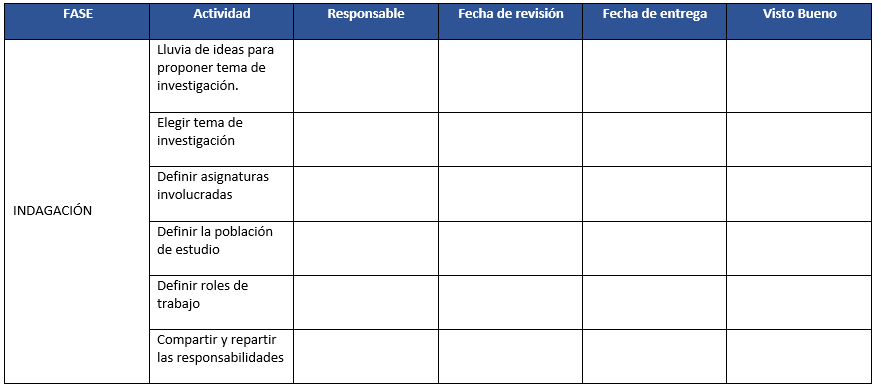 FASE Actividad Responsable Fecha de revisión Fecha de entrega Visto Bueno
INDAGACIÓN
Lluvia de ideas para
proponer tema de
investigación.
Elegir tema de
investigación
Definir asignaturas
involucradas
Definir la población
de estudio
Definir roles de
trabajo
Compartir y repartir
las responsabilidades